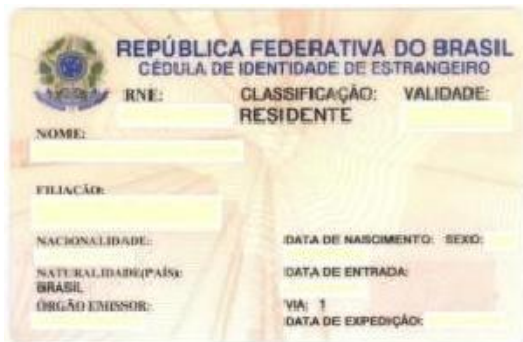 REPÚBLICA FEDERATIVA DO BRASIL
CÉDULA DE IDENTIDADE DE ESTRANGEIRO
RNE: CLASSIFICAÇÃO: VALIDADE:
RESIDENTE
NOME:
FILIAÇÃO:
NACIONALIDADE: DATA DE NASCIMENTO: SEXO:
NATURALIDADE(PAÍS): DATA DE ENTRADA:
BRASIL
ÓRGÃO EMISSOR: VIA: 1
DATA DE EXPEDIÇÃO: